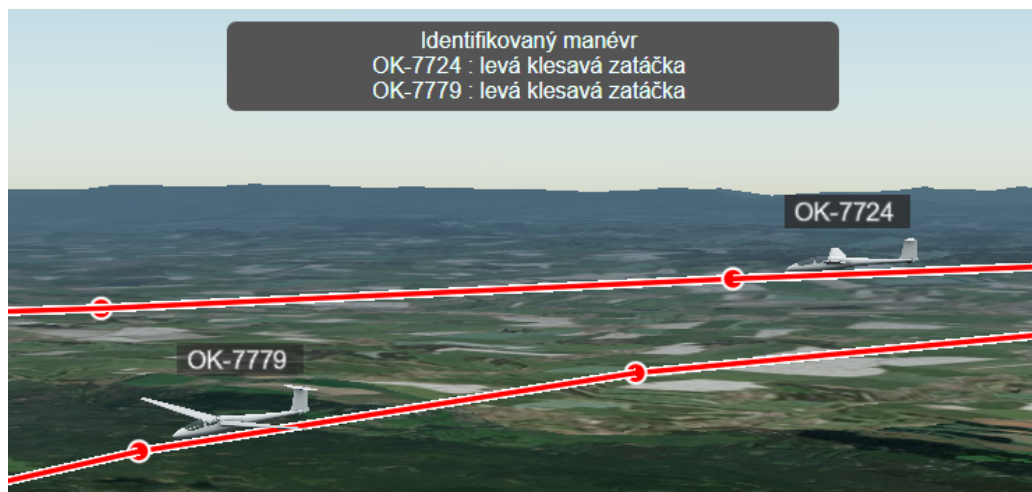 Identifikovaný manévr
OK-7724 : levá klesavá zatáčka
OK-7779 : levá klesavá zatáčka
OK-7724
OK-7779